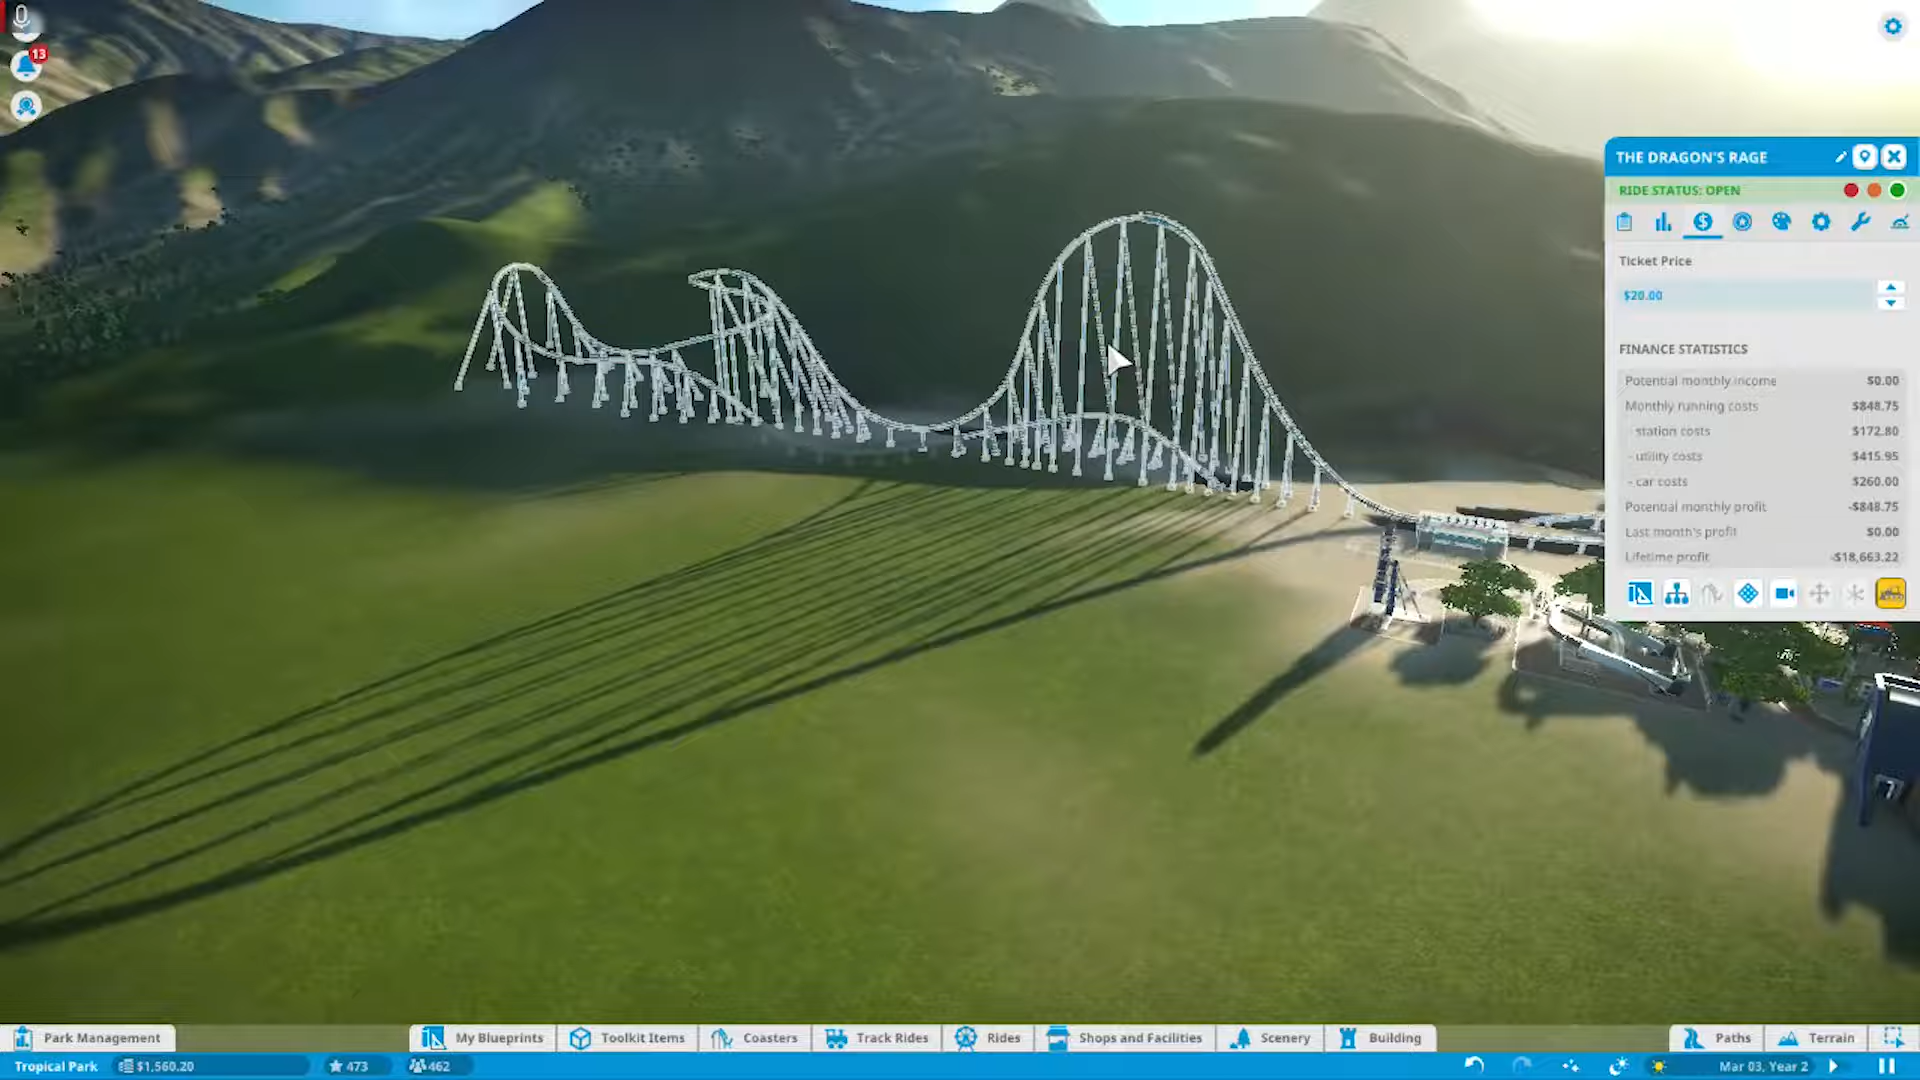 13
THE DRAGON'S RAGE
RIDE STATUS: OPEN
Ticket Price
$20.00
FINANCE STATISTICS
Potential monthly income $0.00
Monthly running costs $848.75
- station costs $172.80
- utility costs $415.95
- car costs $260.00
Potential monthly profit -$848.75
Last month's profit $0.00
Lifetime profit -$18,663.22
Park Management
My Blueprints
Toolkit Items
Coasters
Track Rides
Rides
Shops and Facilities
Scenery
Building
Paths
Terrain
Tropical Park
$1,560.20
473
462
Mar 03, Year 2